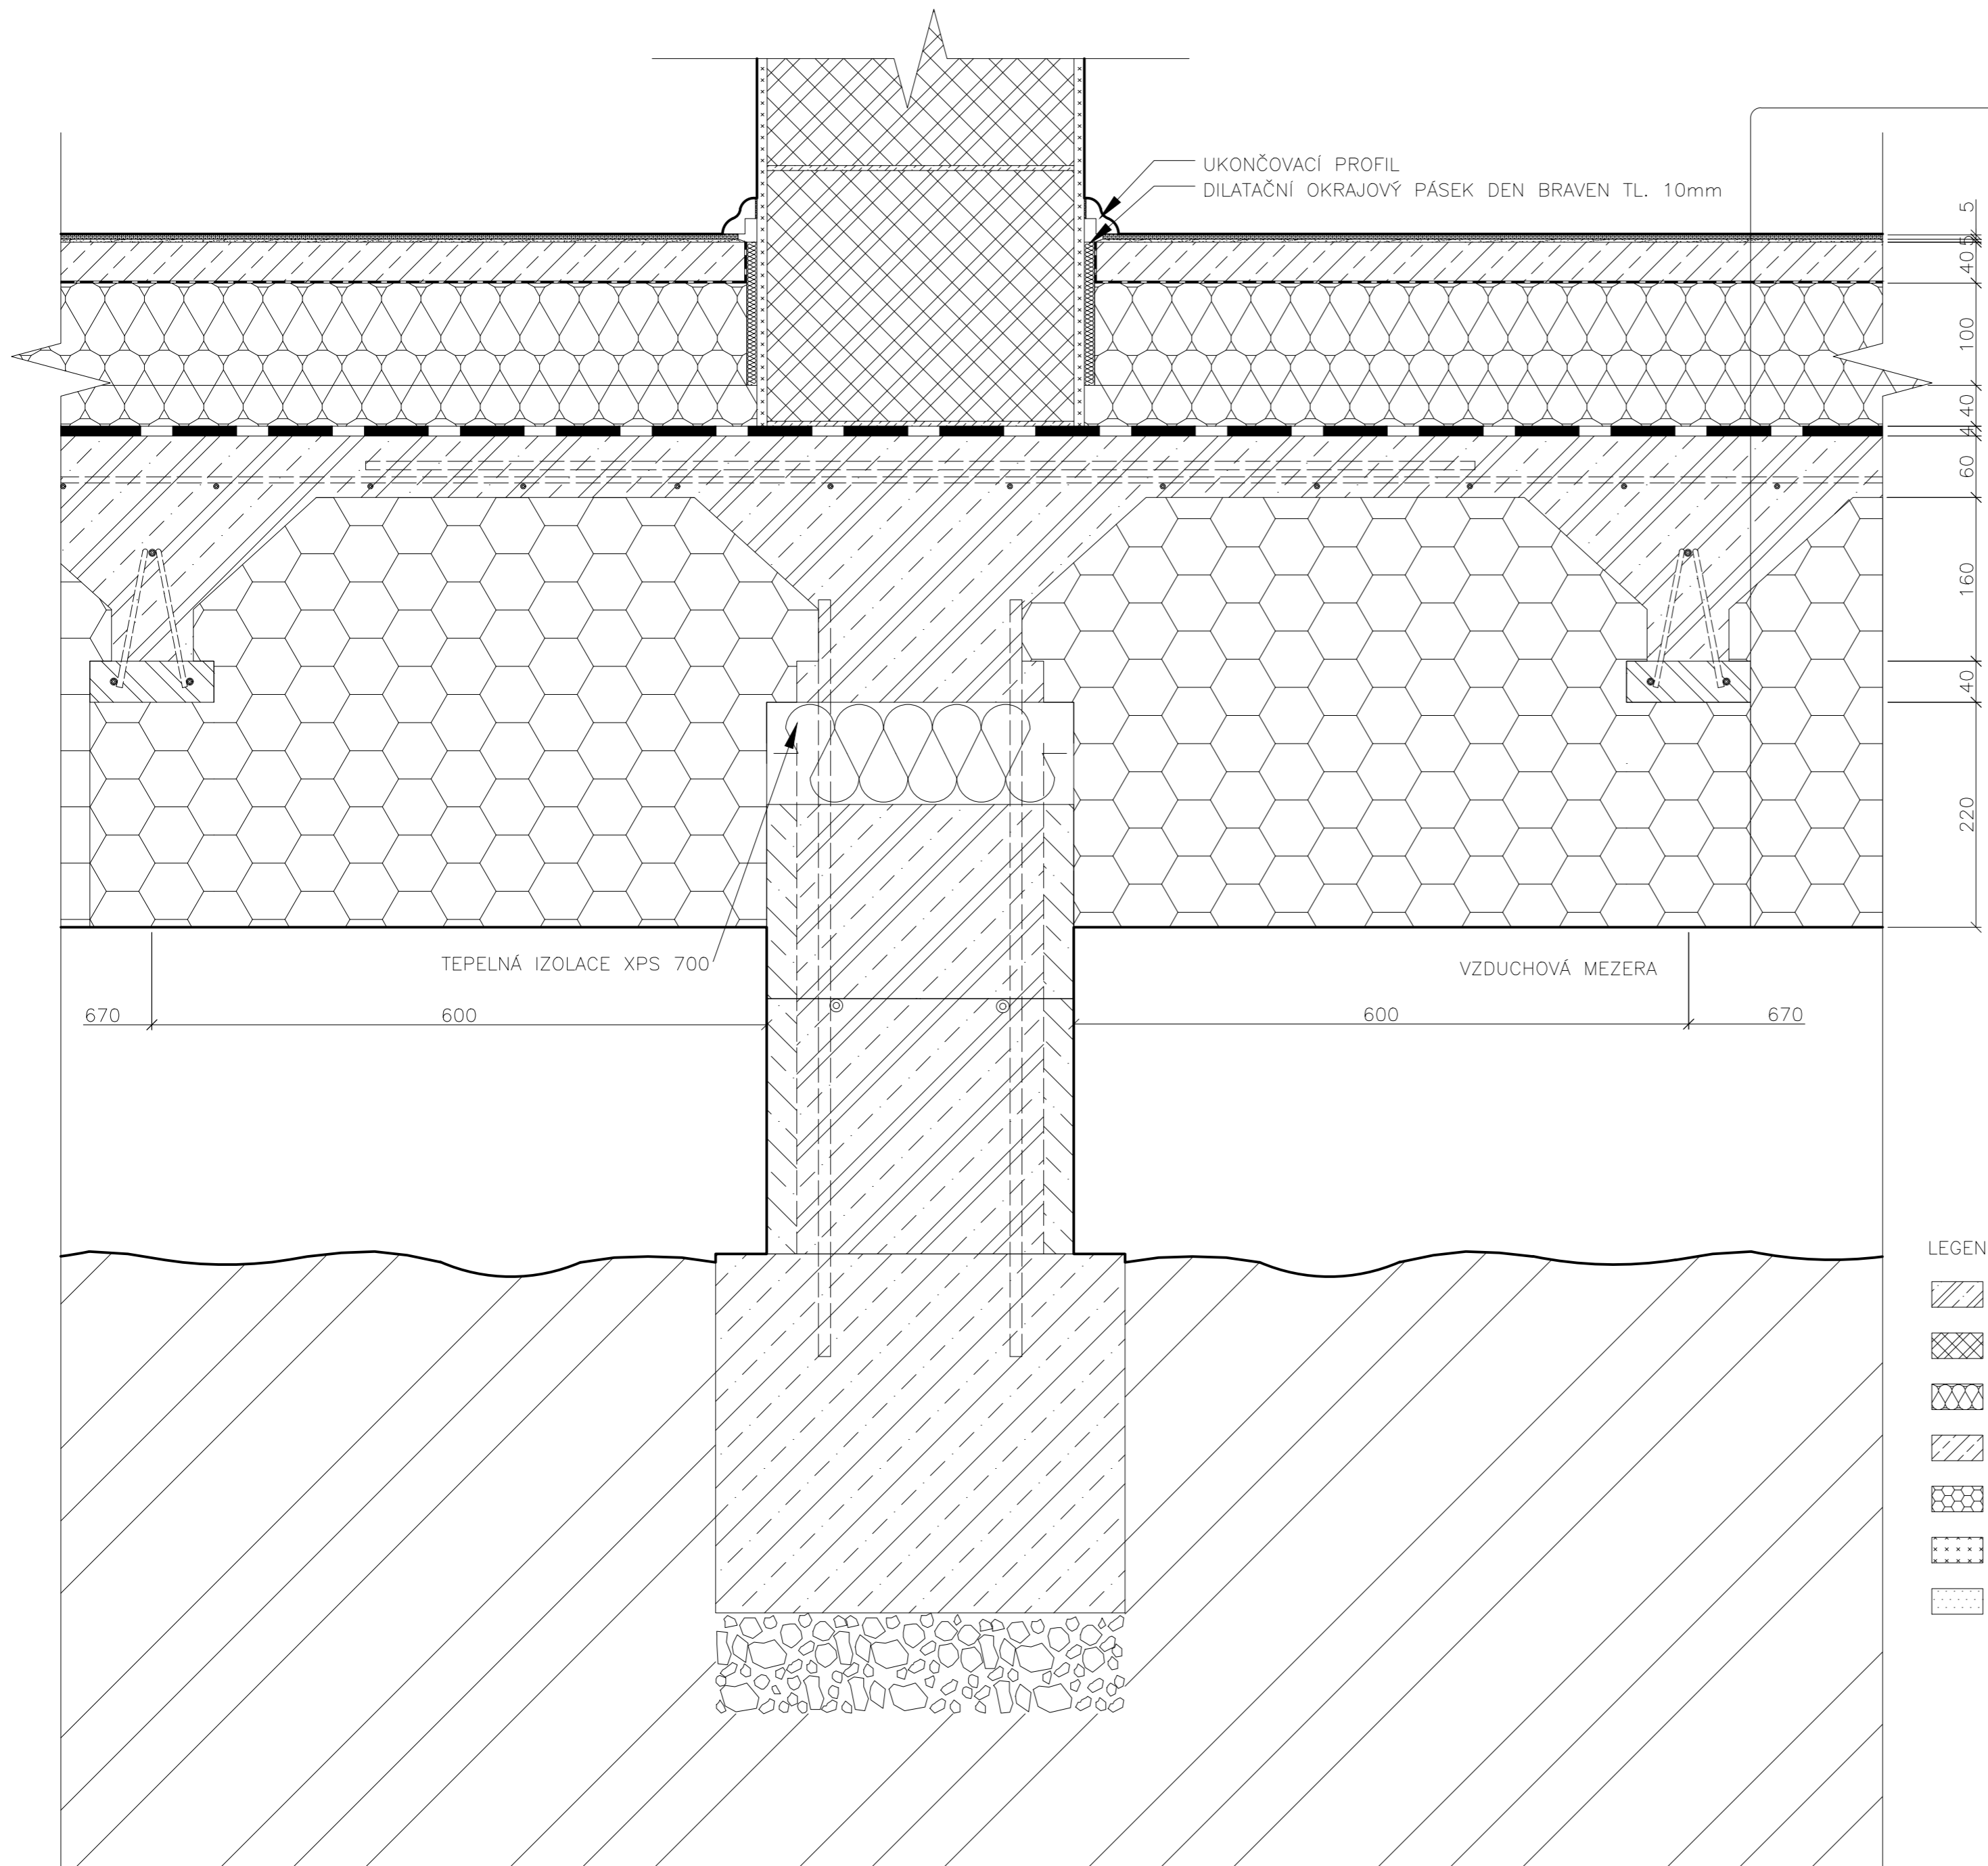 UKONČOVACÍ PROFIL
DILATAČNÍ OKRAJOVÝ PÁSEK DEN BRAVEN TL. 10mm
5
5
40
100
40
4
60
160
40
220
TEPELNÁ IZOLACE XPS 700
VZDUCHOVÁ MEZERA
670
600
600
670
LEGEN